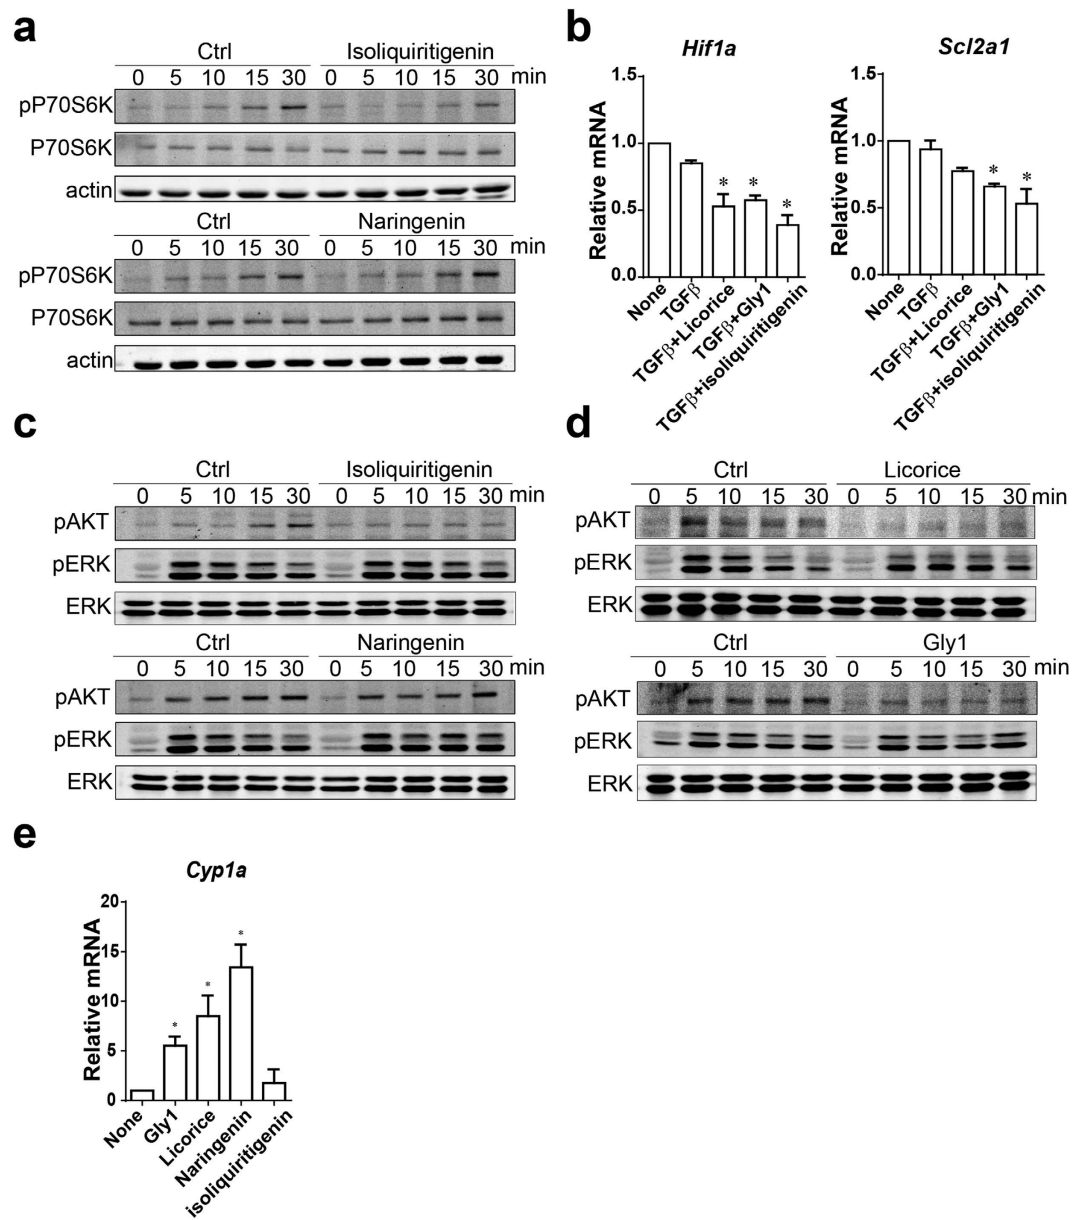 a
Ctrl Isoliquiritigenin
0 5 10 15 30 0 5 10 15 30 min
pP70S6K
P70S6K
actin
Ctrl Naringenin
0 5 10 15 30 0 5 10 15 30 min
pP70S6K
P70S6K
actin
b
Hif1a
Relative mRNA
1.5
1.0
0.5
0.0
* * *
None
TGFβ
TGFβ+Licorice
TGFβ+Gly1
TGFβ+isoliquiritigenin
Scl2a1
Relative mRNA
1.5
1.0
0.5
0.0
* *
None
TGFβ
TGFβ+Licorice
TGFβ+Gly1
TGFβ+isoliquiritigenin
c
Ctrl Isoliquiritigenin
0 5 10 15 30 0 5 10 15 30 min
pAKT
pERK
ERK
Ctrl Naringenin
0 5 10 15 30 0 5 10 15 30 min
pAKT
pERK
ERK
d
Ctrl Licorice
0 5 10 15 30 0 5 10 15 30 min
pAKT
pERK
ERK
Ctrl Gly1
0 5 10 15 30 0 5 10 15 30 min
pAKT
pERK
ERK
e
Cyp1a
Relative mRNA
20
15
10
5
0
* * *
None
Gly1
Licorice
Naringenin
isoliquiritigenin